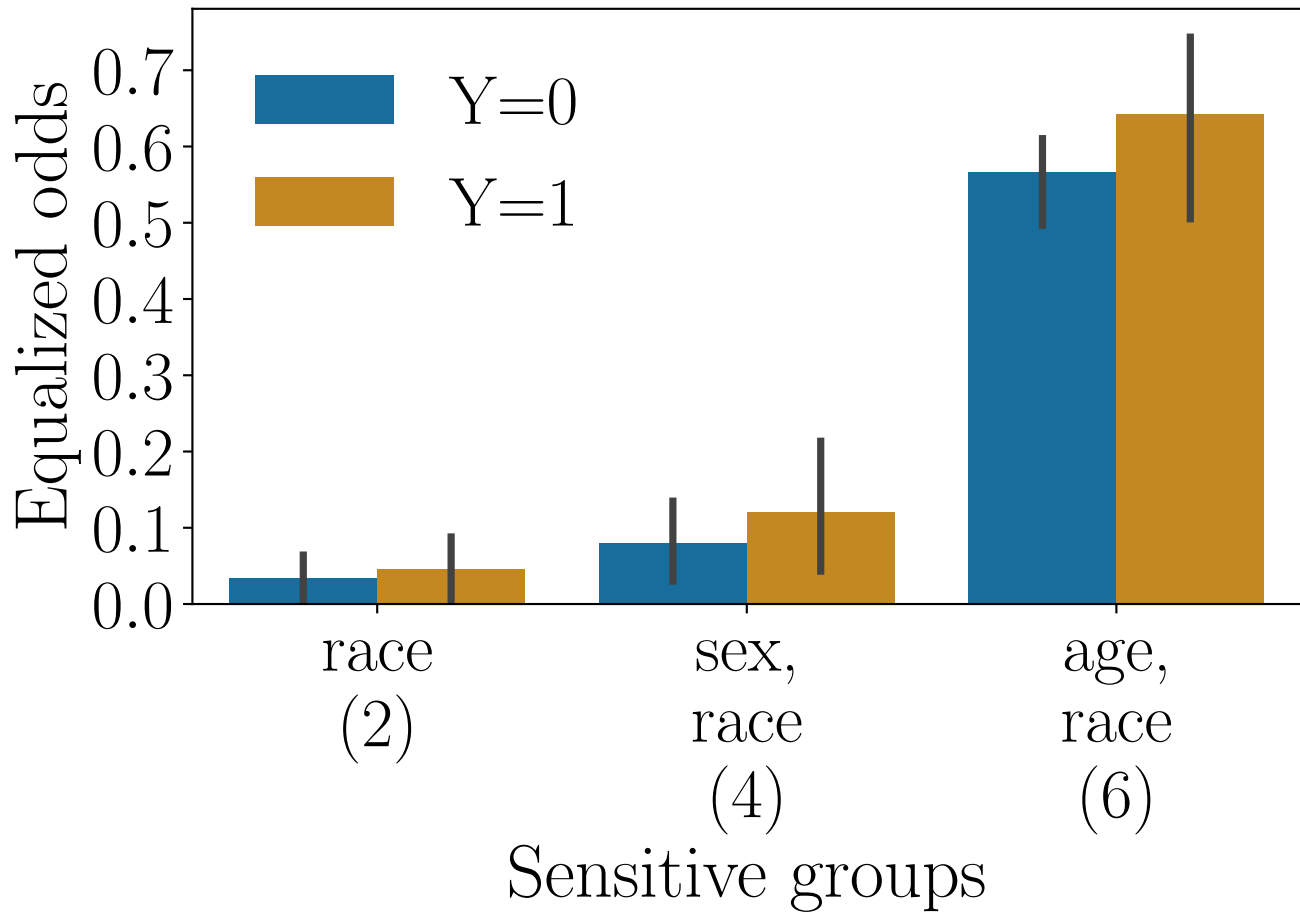 Equalized odds
0.7
0.6
0.5
0.4
0.3
0.2
0.1
0.0
Y=0
Y=1
race
(2)
sex,
race
(4)
age,
race
(6)
Sensitive groups